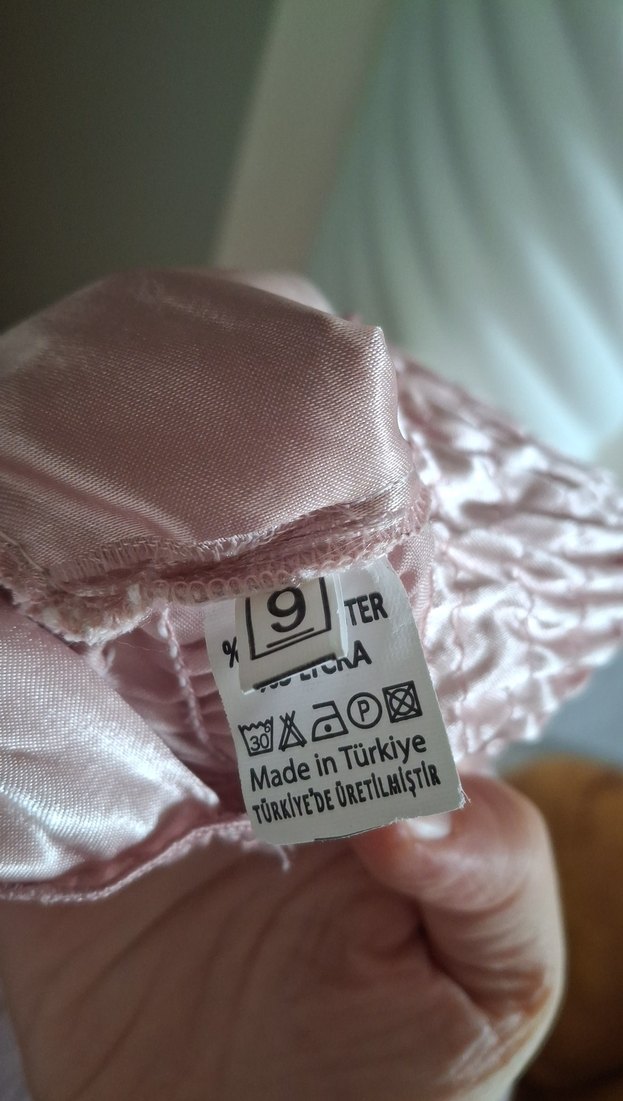 9
%
TER
LYCRA
30
P
Made in Türkiye
TÜRKİYE'DE ÜRETİLMİŞTİR